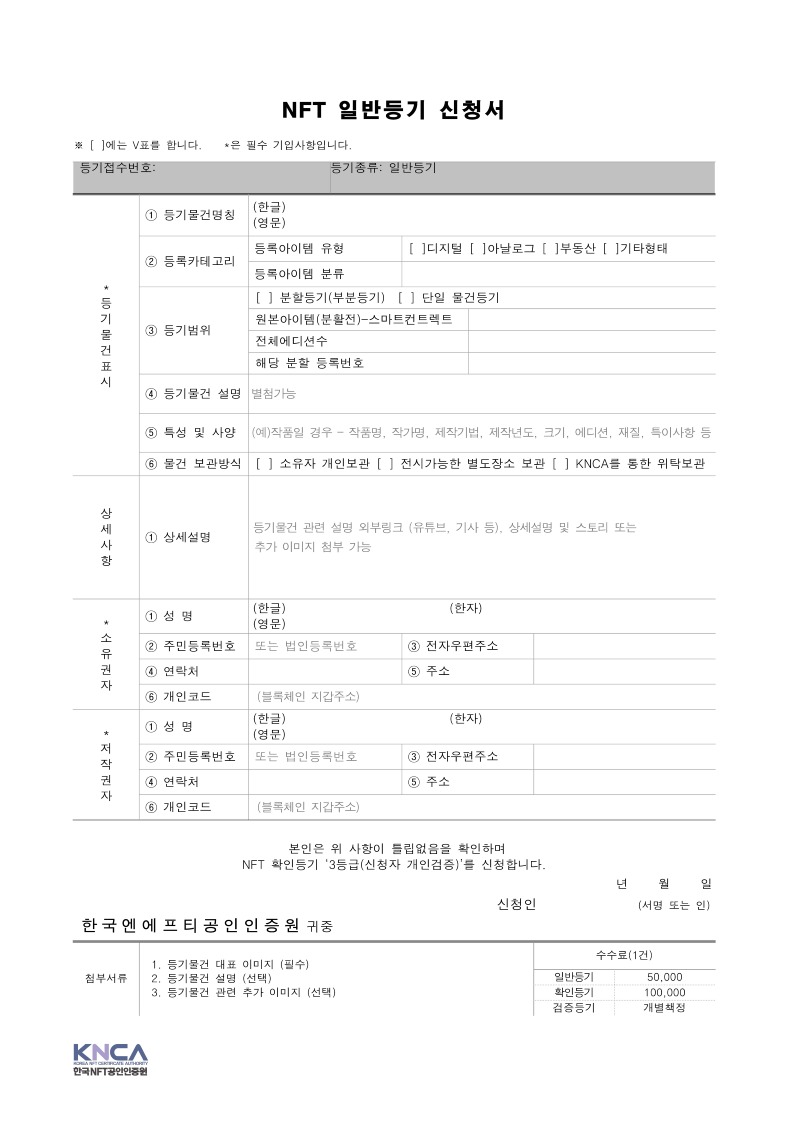 NFT 일반등기 신청서
※ [ ]에는 V표를 합니다. *은 필수 기입사항입니다.
등기접수번호: 등기종류: 일반등기
*등기물건표시
① 등기물건명칭 (한글)
(영문)
② 등록카테고리 등록아이템 유형 [ ]디지털 [ ]아날로그 [ ]부동산 [ ]기타형태
등록아이템 분류
③ 등기범위 [ ] 분할등기(부분등기) [ ] 단일 물건등기
원본아이템(분활전)-스마트컨트렉트
전체에디션수
해당 분할 등록번호
④ 등기물건 설명 별첨가능
⑤ 특성 및 사양 (예)작품일 경우 - 작품명, 작가명, 제작기법, 제작년도, 크기, 에디션, 재질, 특이사항 등
⑥ 물건 보관방식 [ ] 소유자 개인보관 [ ] 전시가능한 별도장소 보관 [ ] KNCA를 통한 위탁보관
상세사항
① 상세설명 등기물건 관련 설명 외부링크 (유튜브, 기사 등), 상세설명 및 스토리 또는
추가 이미지 첨부 가능
*소유권자
① 성 명 (한글) (한자)
(영문)
② 주민등록번호 또는 법인등록번호 ③ 전자우편주소
④ 연락처 ⑤ 주소
⑥ 개인코드 (블록체인 지갑주소)
*저작권자
① 성 명 (한글) (한자)
(영문)
② 주민등록번호 또는 법인등록번호 ③ 전자우편주소
④ 연락처 ⑤ 주소
⑥ 개인코드 (블록체인 지갑주소)
본인은 위 사항이 틀립없음을 확인하며
NFT 확인등기 '3등급(신청자 개인검증)'를 신청합니다.
년 월 일
신청인 (서명 또는 인)
한국엔에프티공인인증원 귀중
첨부서류
1. 등기물건 대표 이미지 (필수)
2. 등기물건 설명 (선택)
3. 등기물건 관련 추가 이미지 (선택)
수수료(1건)
일반등기 50,000
확인등기 100,000
검증등기 개별책정
KNCA
KOREA NFT CERTIFICATE AUTHORITY
한국NFT공인인증원